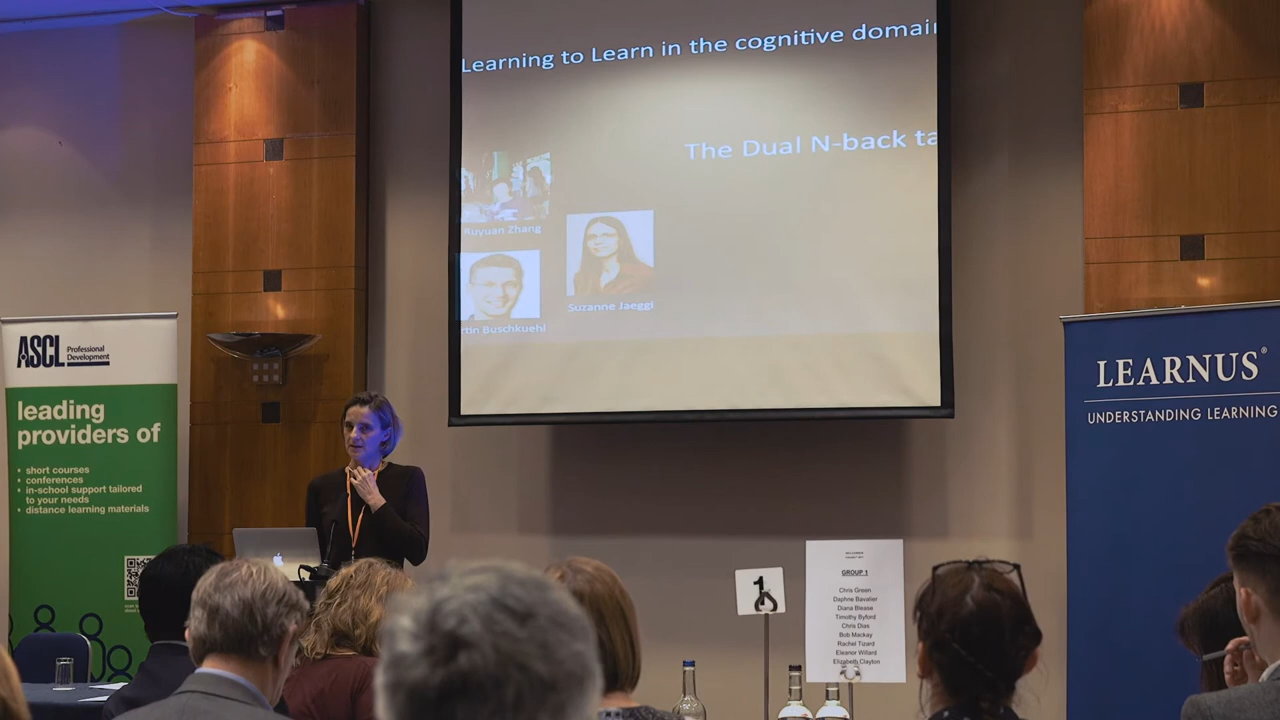 Learning to Learn in the cognitive domain
The Dual N-back ta
Ruyuan Zhang
Suzanne Jaeggi
rtin Buschkuehl
ASCL
Professional
Development
leading
providers of
• short courses
• conferences
• in-school support tailored
to your needs
• distance learning materials
LEARNUS®
UNDERSTANDING LEARNING
1
GROUP 1
Chris Green
Daphne Bavalier
Diana Blease
Timothy Byford
Chris Dias
Bob Mackay
Rachel Tizard
Eleanor Willard
Elizabeth Clayton